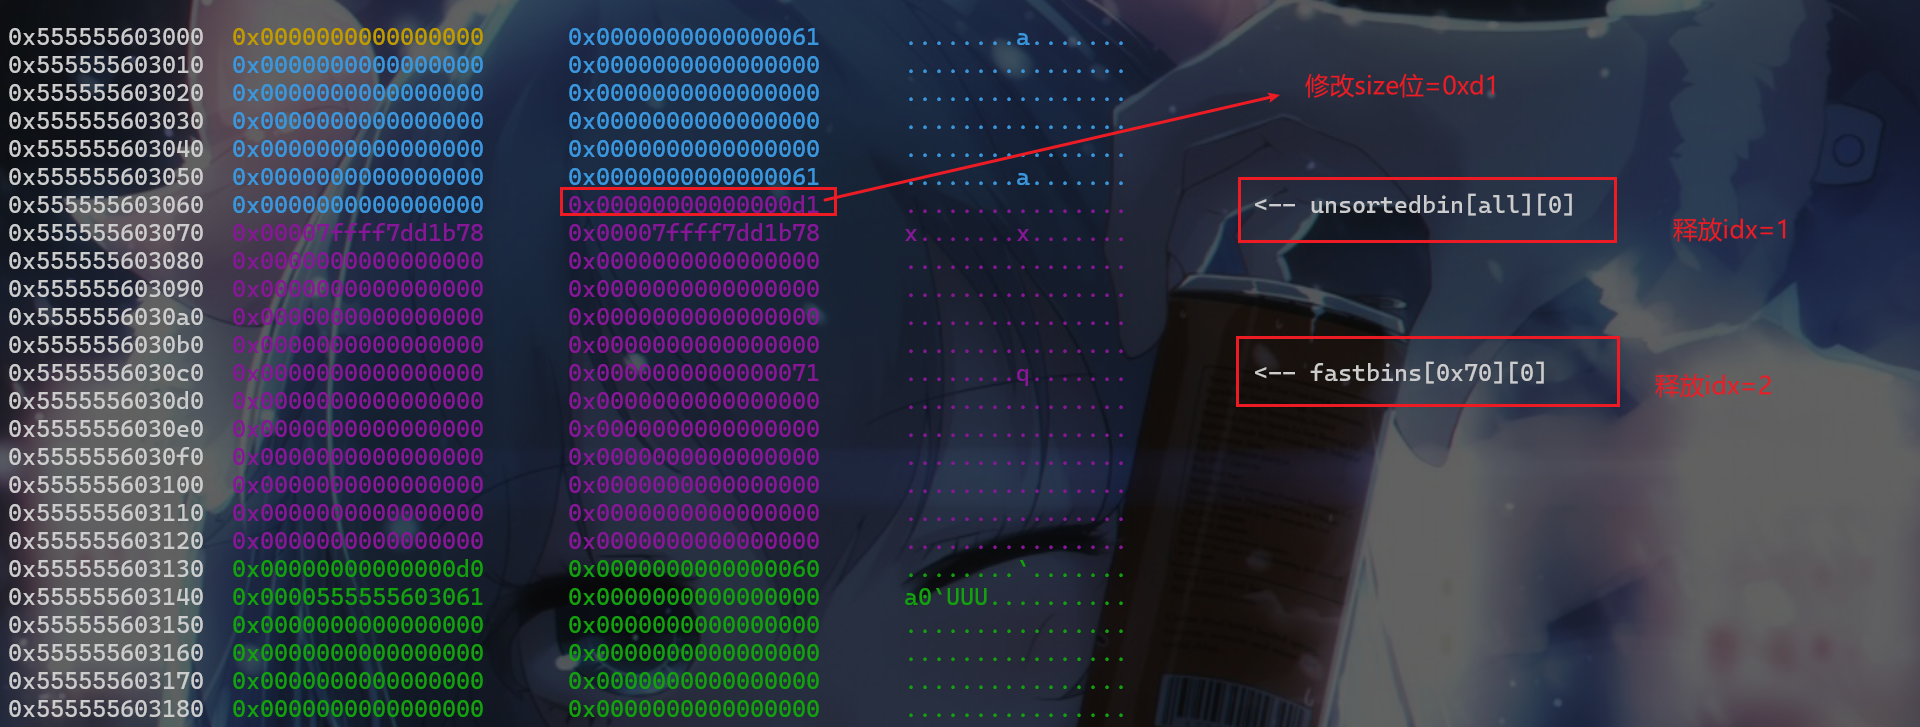 0x555555603000 0x0000000000000000 0x0000000000000061 ........a.......
0x555555603010 0x0000000000000000 0x0000000000000000 ................
修改size位=0xd1
0x555555603020 0x0000000000000000 0x0000000000000000 ................
0x555555603030 0x0000000000000000 0x0000000000000000 ................
0x555555603040 0x0000000000000000 0x0000000000000000 ................
0x555555603050 0x0000000000000000 0x0000000000000061 ........a.......
0x555555603060 0x0000000000000000 0x00000000000000d1 ................ <-- unsortedbin[all][0]
释放idx=1
0x555555603070 0x00007ffff7dd1b78 0x00007ffff7dd1b78 x.......x.......
0x555555603080 0x0000000000000000 0x0000000000000000 ................
0x555555603090 0x0000000000000000 0x0000000000000000 ................
0x5555556030a0 0x0000000000000000 0x0000000000000000 ................
0x5555556030b0 0x0000000000000000 0x0000000000000000 ................
0x5555556030c0 0x0000000000000000 0x0000000000000071 ........q....... <-- fastbins[0x70][0]
释放idx=2
0x5555556030d0 0x0000000000000000 0x0000000000000000 ................
0x5555556030e0 0x0000000000000000 0x0000000000000000 ................
0x5555556030f0 0x0000000000000000 0x0000000000000000 ................
0x555555603100 0x0000000000000000 0x0000000000000000 ................
0x555555603110 0x0000000000000000 0x0000000000000000 ................
0x555555603120 0x0000000000000000 0x0000000000000000 ................
0x555555603130 0x00000000000000d0 0x0000000000000060 ........`.......
0x555555603140 0x0000555555603061 0x0000000000000000 a0`UUU..........
0x555555603150 0x0000000000000000 0x0000000000000000 ................
0x555555603160 0x0000000000000000 0x0000000000000000 ................
0x555555603170 0x0000000000000000 0x0000000000000000 ................
0x555555603180 0x0000000000000000 0x0000000000000000 ................